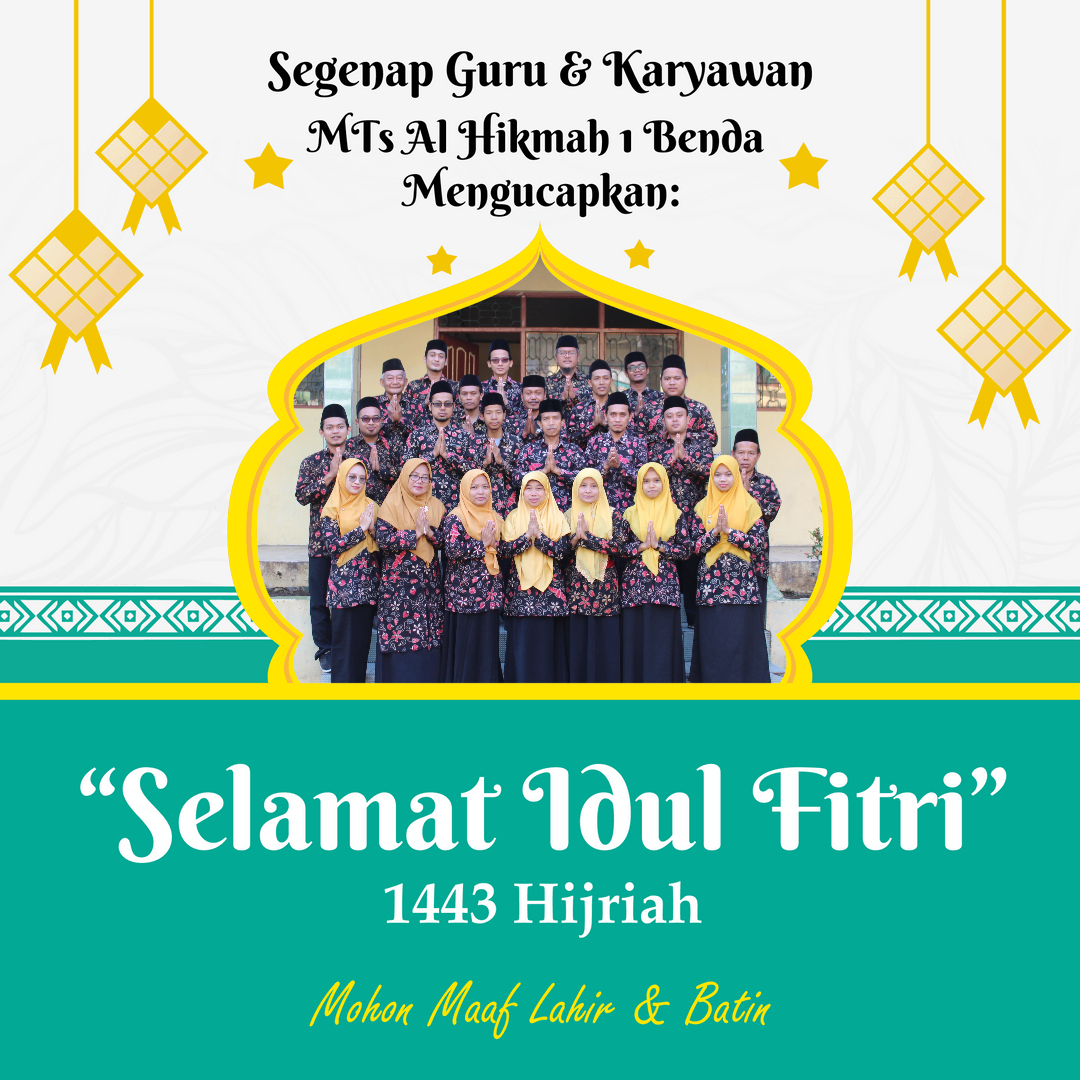 Segenap Guru & Karyawan
MTs Al Hikmah 1 Benda
Mengucapkan:
“Selamat Idul Fitri”
1443 Hijriah
Mohon Maaf Lahir & Batin